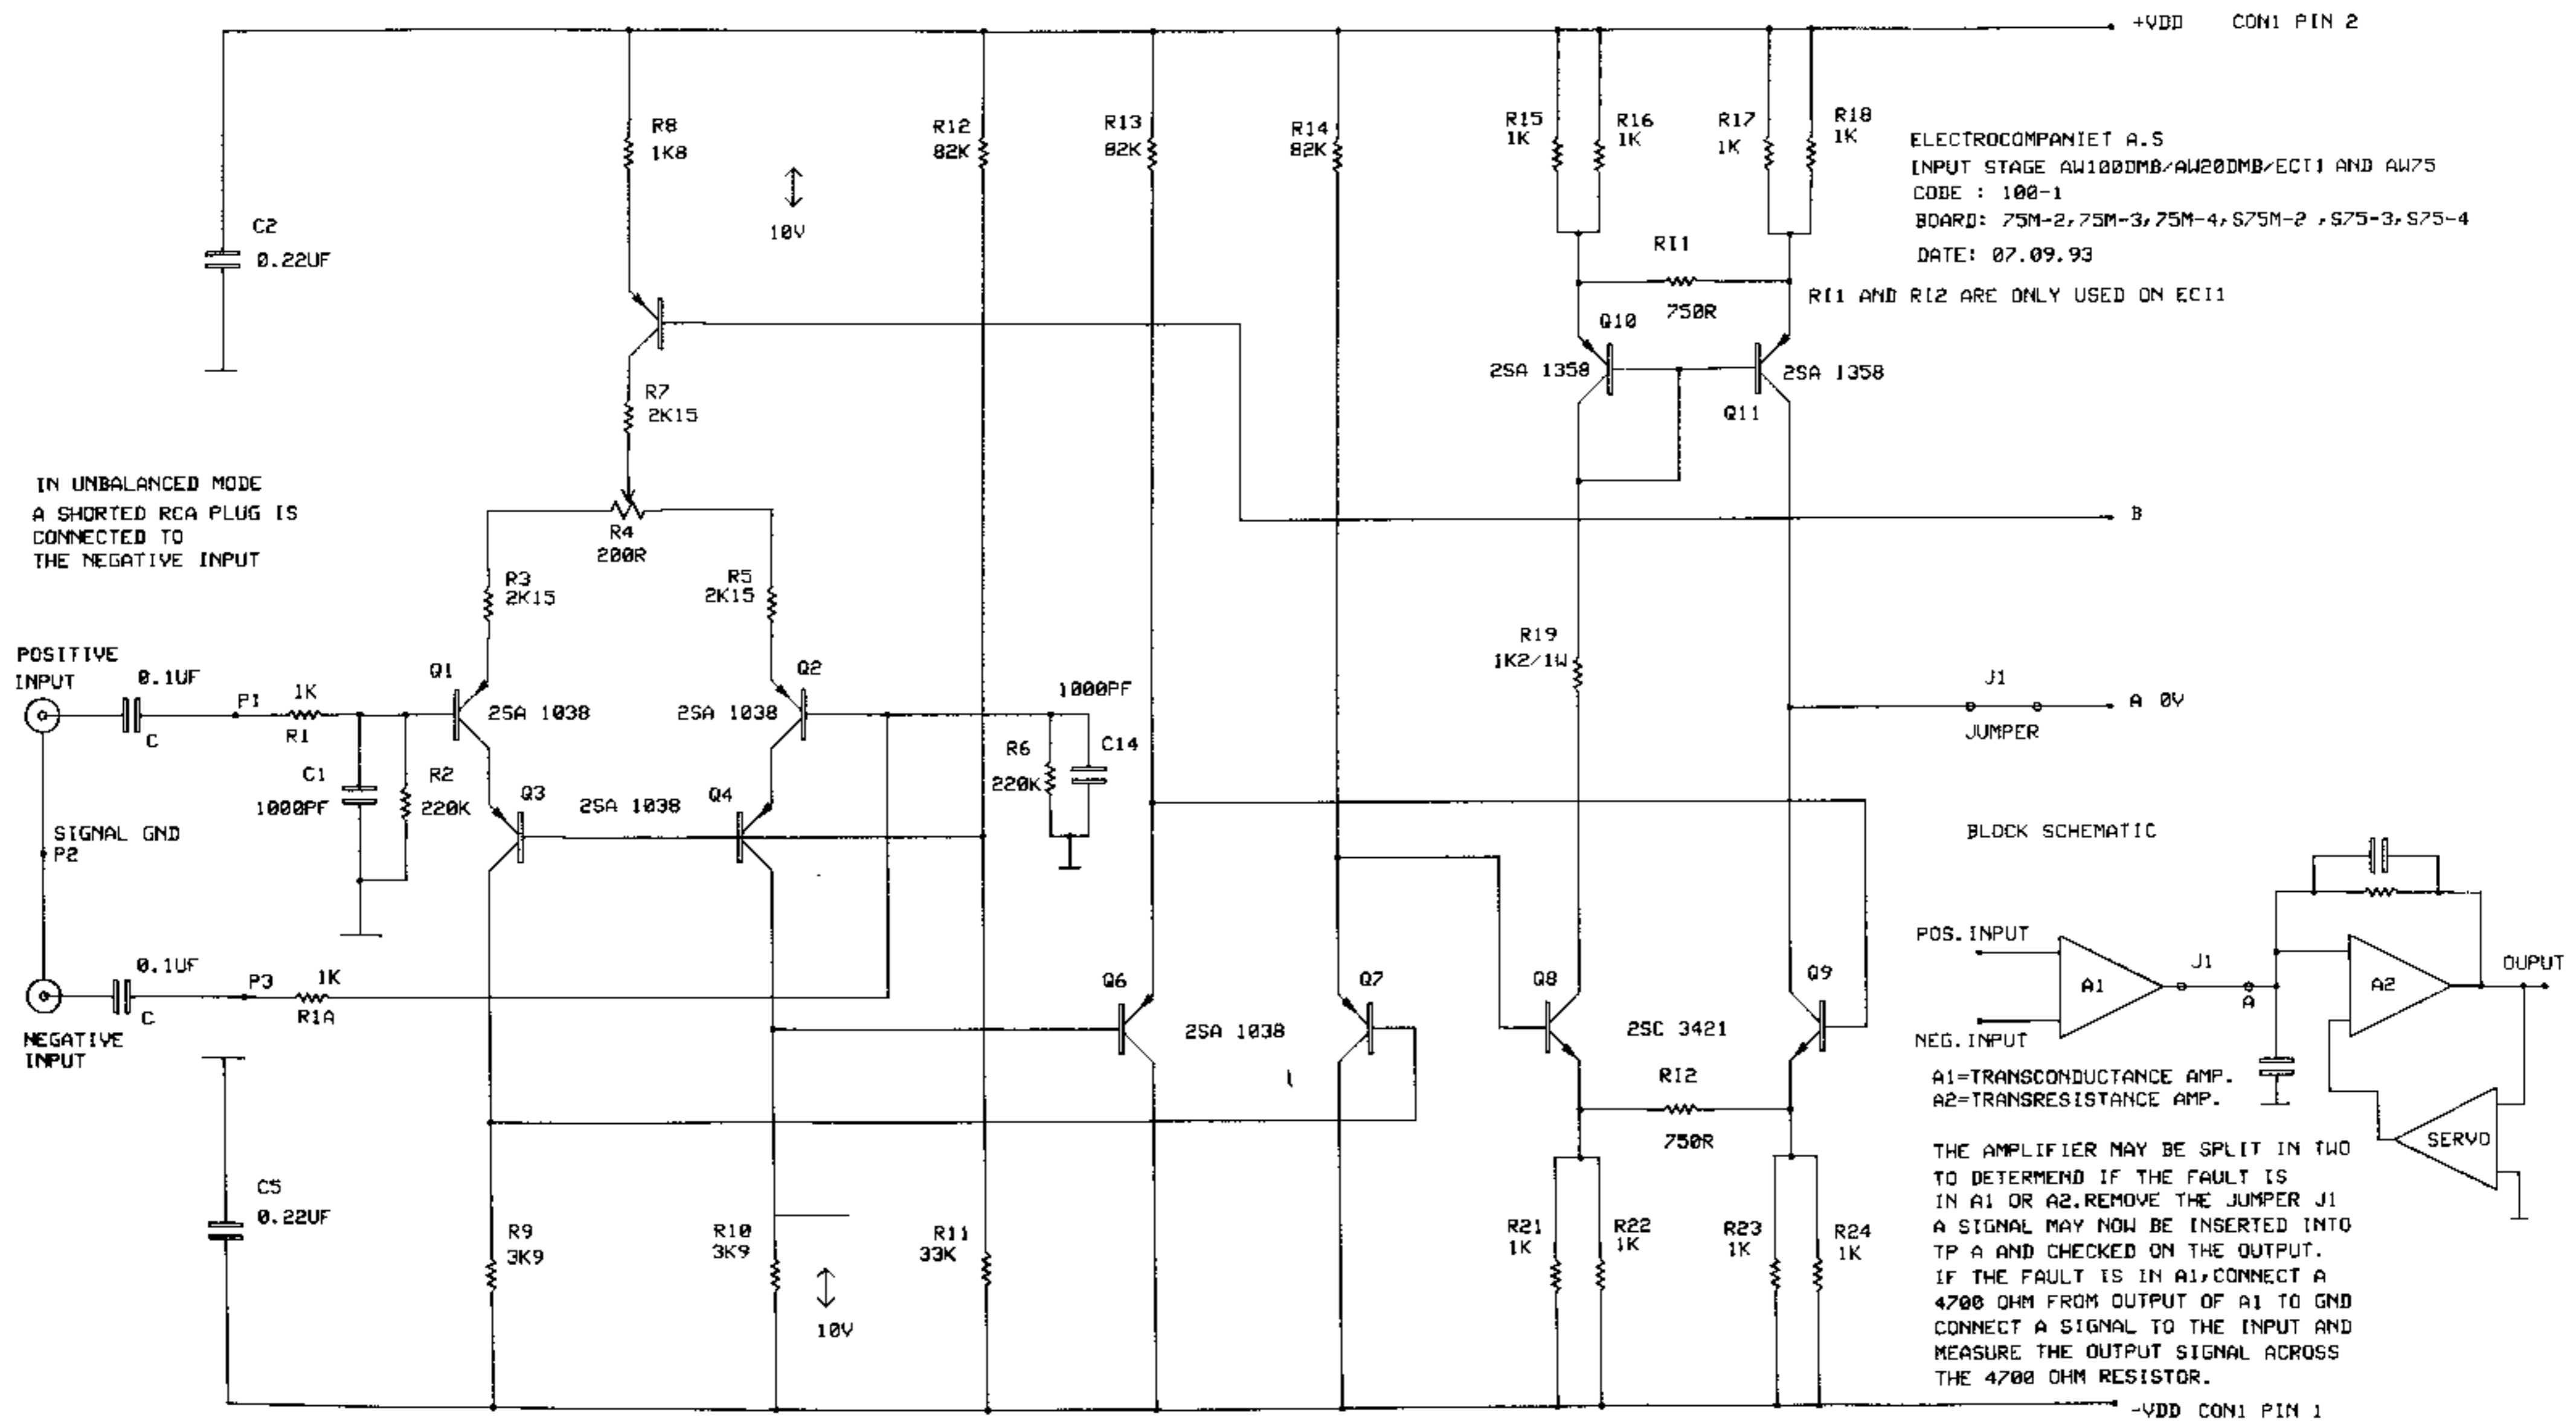 +VDD CON1 PIN 2
R8
1K8
10V
R12
82K
R13
82K
R14
82K
R15
1K
R16
1K
R17
1K
R18
1K
ELECTROCOMPANIET A.S
INPUT STAGE AW100DMB/AW20DMB/ECI1 AND AW75
CODE : 100-1
BOARD: 75M-2,75M-3,75M-4,S75M-2 ,S75-3,S75-4
DATE: 07.09.93
C2
0.22UF
RI1
750R
RI1 AND RI2 ARE ONLY USED ON ECI1
Q10
2SA 1358
2SA 1358
Q11
R7
2K15
IN UNBALANCED MODE
A SHORTED RCA PLUG IS
CONNECTED TO
THE NEGATIVE INPUT
R4
200R
B
R3
2K15
R5
2K15
R19
1K2/1W
POSITIVE
INPUT
0.1UF
C
P1
1K
R1
Q1
2SA 1038
Q2
2SA 1038
1000PF
C14
R6
220K
J1
JUMPER
A 0V
C1
1000PF
R2
220K
Q3
2SA 1038
Q4
SIGNAL GND
P2
BLOCK SCHEMATIC
0.1UF
C
P3
1K
R1A
NEGATIVE
INPUT
Q6
2SA 1038
Q7
Q8
2SC 3421
Q9
RI2
750R
POS.INPUT
NEG.INPUT
A1
J1
A
A2
OUPUT
SERVO
A1=TRANSCONDUCTANCE AMP.
A2=TRANSRESISTANCE AMP.
C5
0.22UF
R9
3K9
R10
3K9
10V
R11
33K
R21
1K
R22
1K
R23
1K
R24
1K
THE AMPLIFIER MAY BE SPLIT IN TWO
TO DETERMEND IF THE FAULT IS
IN A1 OR A2.REMOVE THE JUMPER J1
A SIGNAL MAY NOW BE INSERTED INTO
TP A AND CHECKED ON THE OUTPUT.
IF THE FAULT IS IN A1,CONNECT A
4700 OHM FROM OUTPUT OF A1 TO GND
CONNECT A SIGNAL TO THE INPUT AND
MEASURE THE OUTPUT SIGNAL ACROSS
THE 4700 OHM RESISTOR.
-VDD CON1 PIN 1